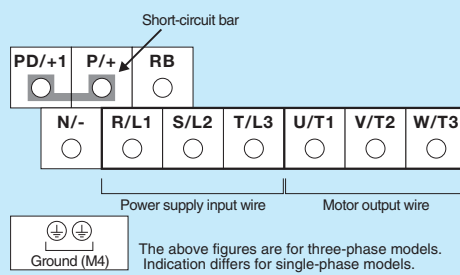 Short-circuit bar
PD/+1 P/+ RB
N/- R/L1 S/L2 T/L3 U/T1 V/T2 W/T3
Power supply input wire Motor output wire
Ground (M4)
The above figures are for three-phase models.
Indication differs for single-phase models.